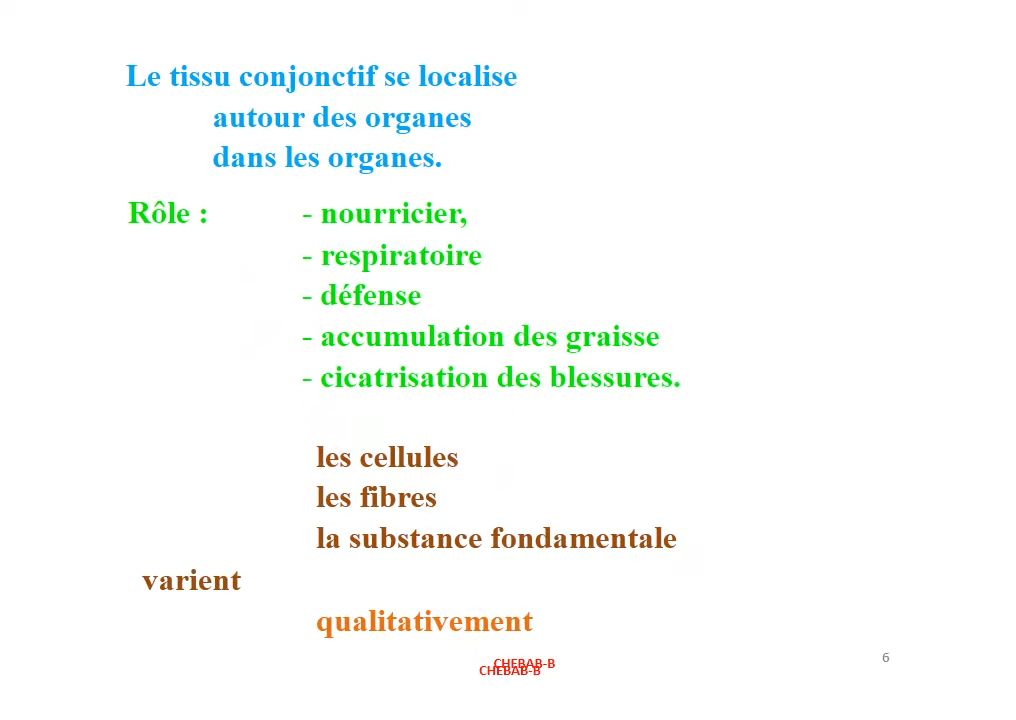 Le tissu conjonctif se localise
autour des organes
dans les organes.
Rôle : - nourricier,
- respiratoire
- défense
- accumulation des graisse
- cicatrisation des blessures.
les cellules
les fibres
la substance fondamentale
varient
qualitativement
CHEBAB-B
CHEBAB-B
6